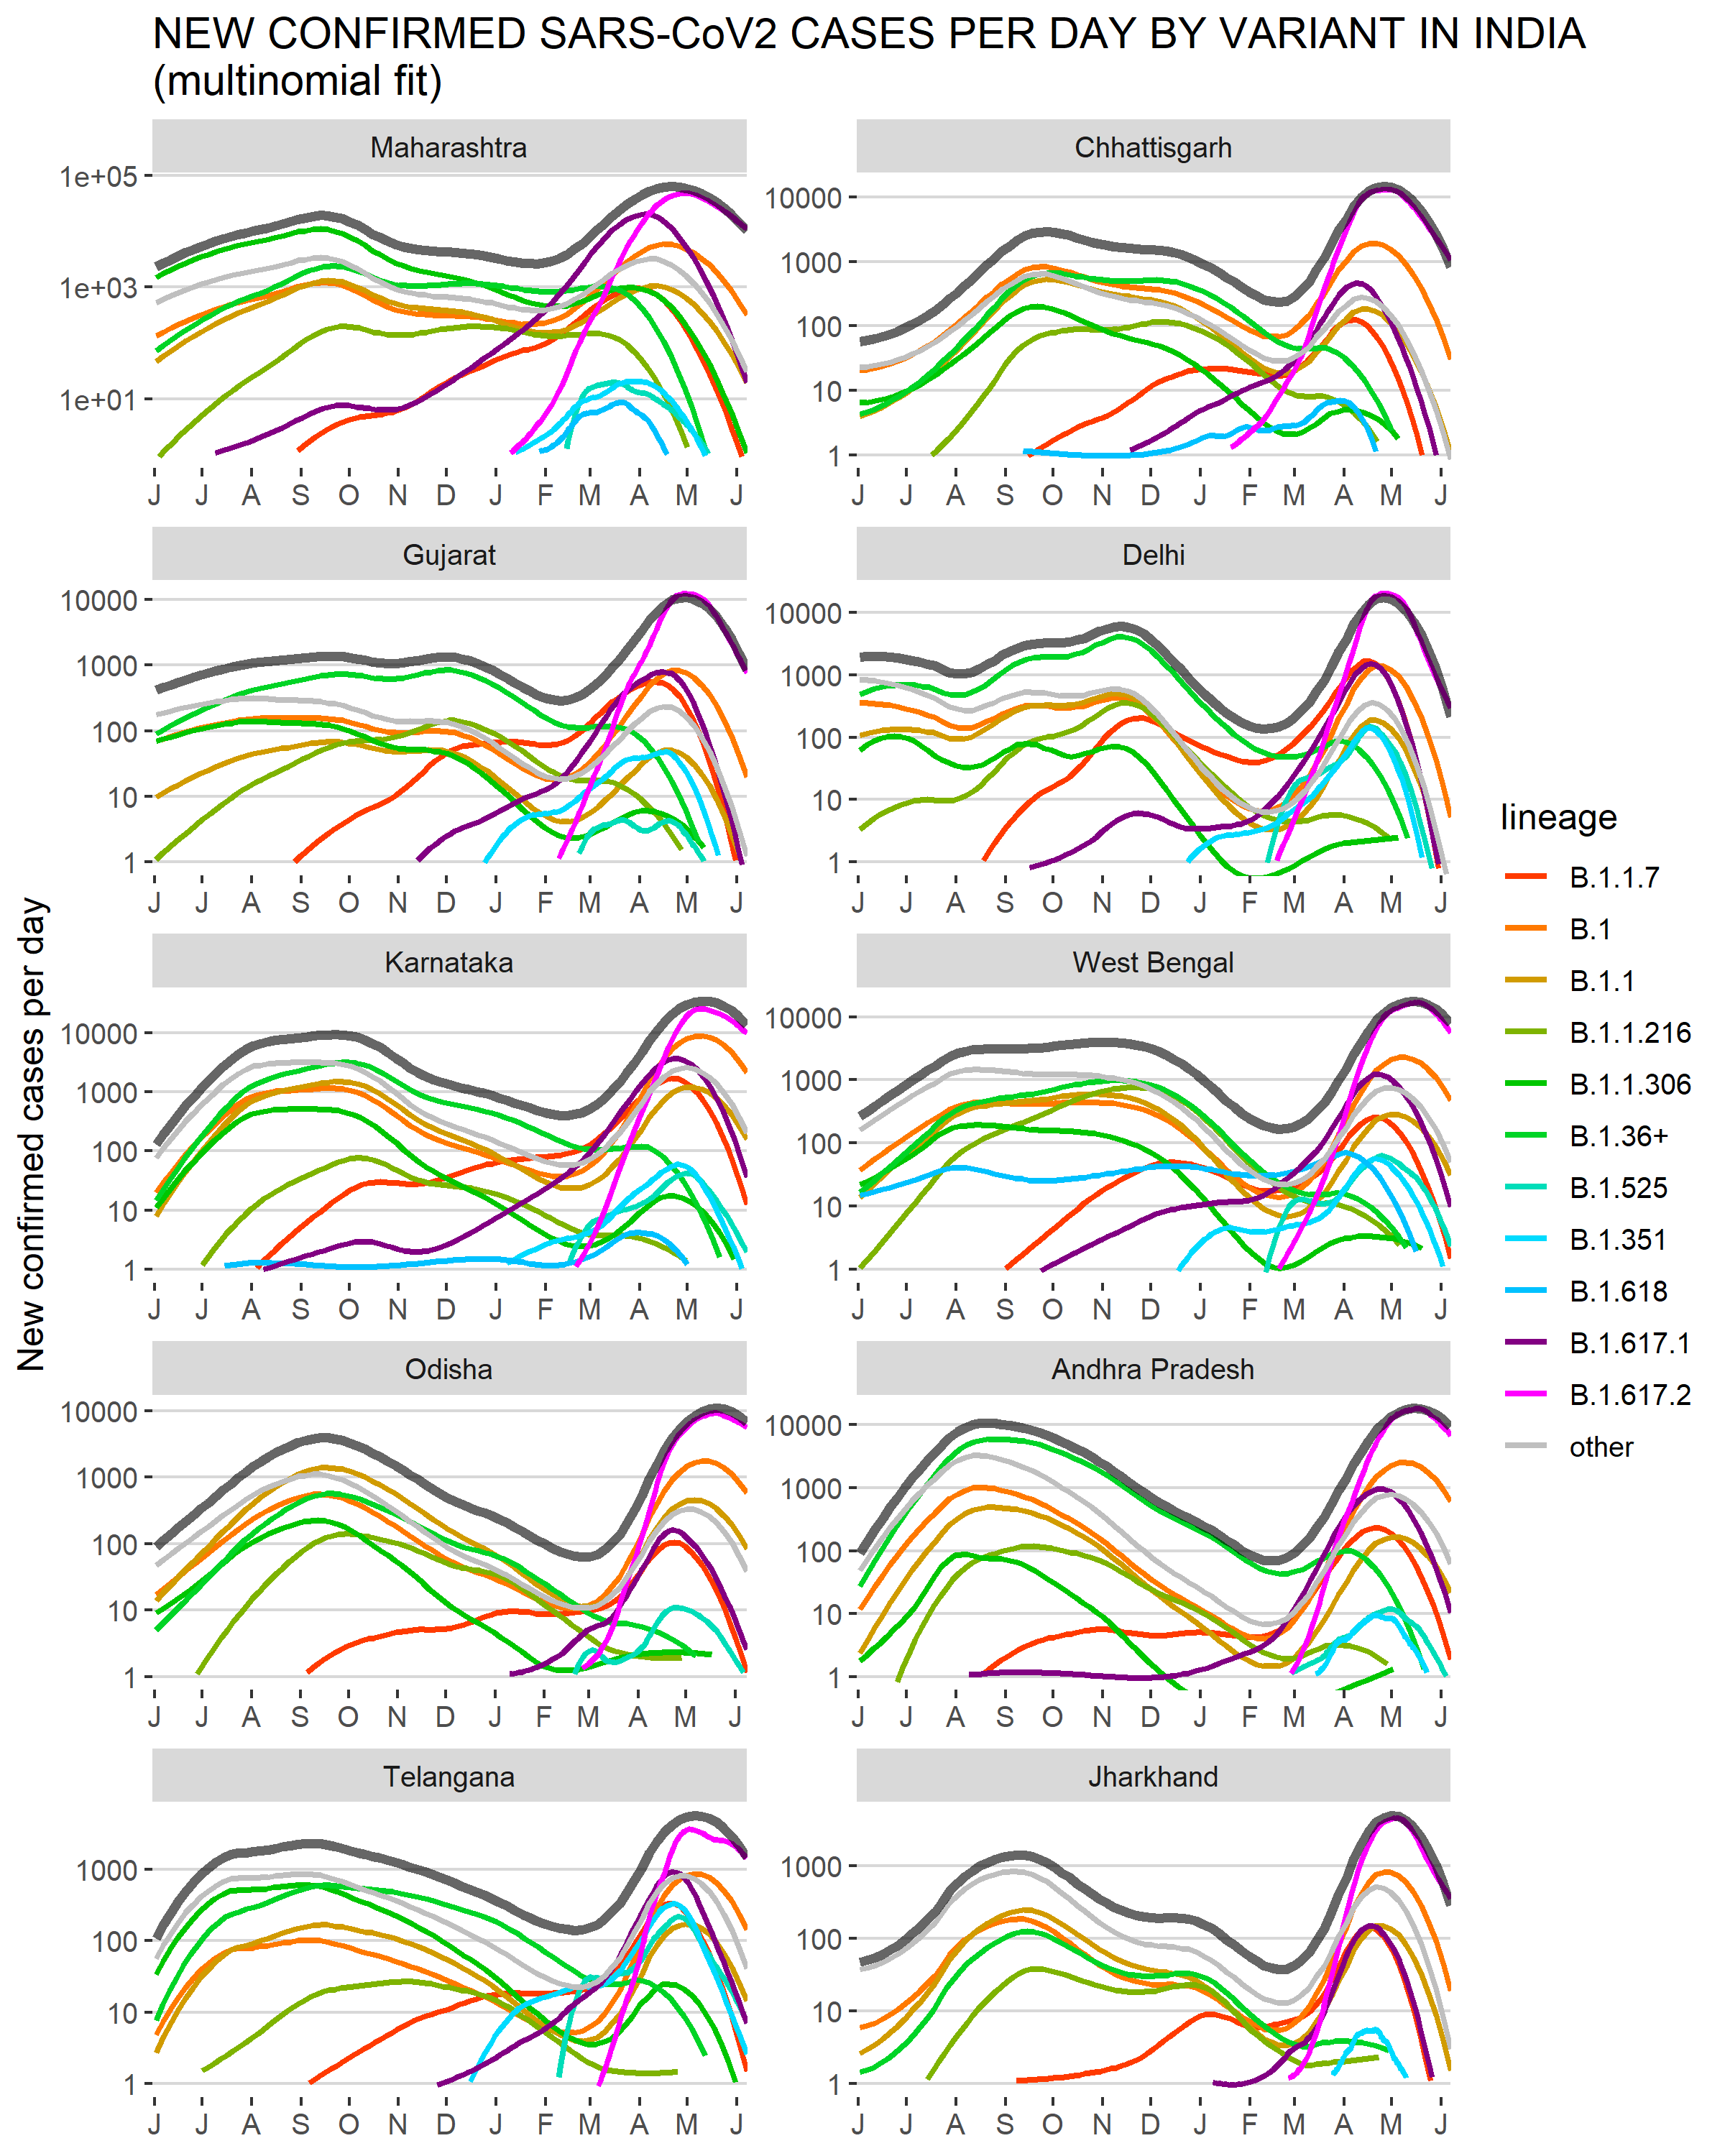 NEW CONFIRMED SARS-CoV2 CASES PER DAY BY VARIANT IN INDIA
(multinomial fit)
New confirmed cases per day
Maharashtra
1e+05
1e+03
1e+01
J J A S O N D J F M A M J
Chhattisgarh
10000
1000
100
10
1
J J A S O N D J F M A M J
Gujarat
10000
1000
100
10
1
J J A S O N D J F M A M J
Delhi
10000
1000
100
10
1
J J A S O N D J F M A M J
Karnataka
10000
1000
100
10
1
J J A S O N D J F M A M J
West Bengal
10000
1000
100
10
1
J J A S O N D J F M A M J
Odisha
10000
1000
100
10
1
J J A S O N D J F M A M J
Andhra Pradesh
10000
1000
100
10
1
J J A S O N D J F M A M J
Telangana
1000
100
10
1
J J A S O N D J F M A M J
Jharkhand
1000
100
10
1
J J A S O N D J F M A M J
lineage
B.1.1.7
B.1
B.1.1
B.1.1.216
B.1.1.306
B.1.36+
B.1.525
B.1.351
B.1.618
B.1.617.1
B.1.617.2
other